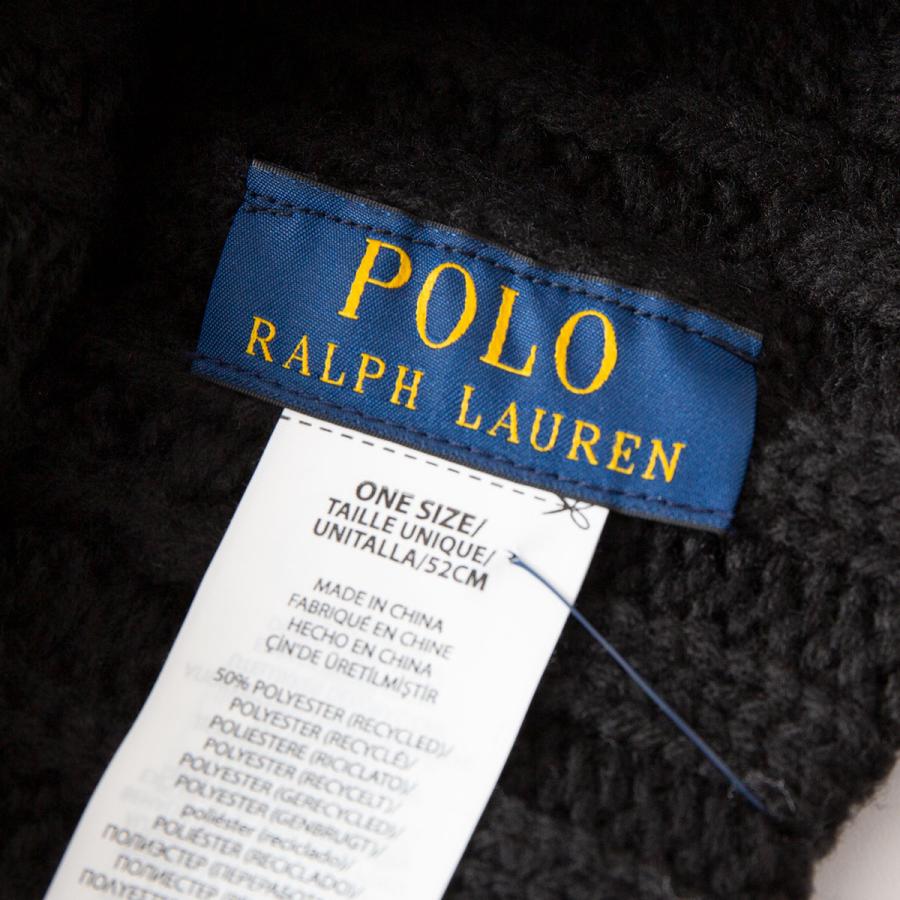 POLO
RALPH LAUREN
ONE SIZE/
TAILLE UNIQUE/
UNITALLA/52CM
MADE IN CHINA
FABRIQUÉ EN CHINE
HECHO EN CHINA
ÇİN'DE ÜRETİLMİŞTİR
50% POLYESTER (RECYCLED)/
POLYESTER (RECYCLÉ)/
POLIESTERE (RICICLATO)/
POLYESTER (RECYCELT)/
POLYESTER (GERECYCLED)/
POLYESTER (GENBRUGT)/
poliéster (reciclado)/
POLIÉSTER (RECICLADO)/
ПОЛИЭСТЕР (ПЕРЕРАБО
ПОЛИЕСТЕР